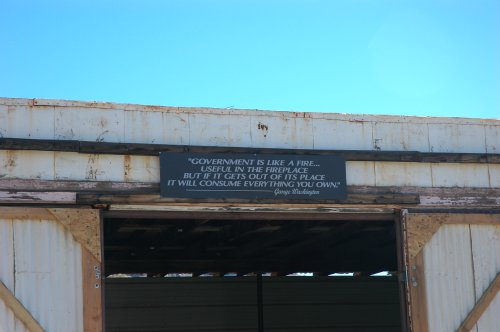 "GOVERNMENT IS LIKE A FIRE...
USEFUL IN THE FIREPLACE
BUT IF IT GETS OUT OF ITS PLACE
IT WILL CONSUME EVERYTHING YOU OWN."
George Washington